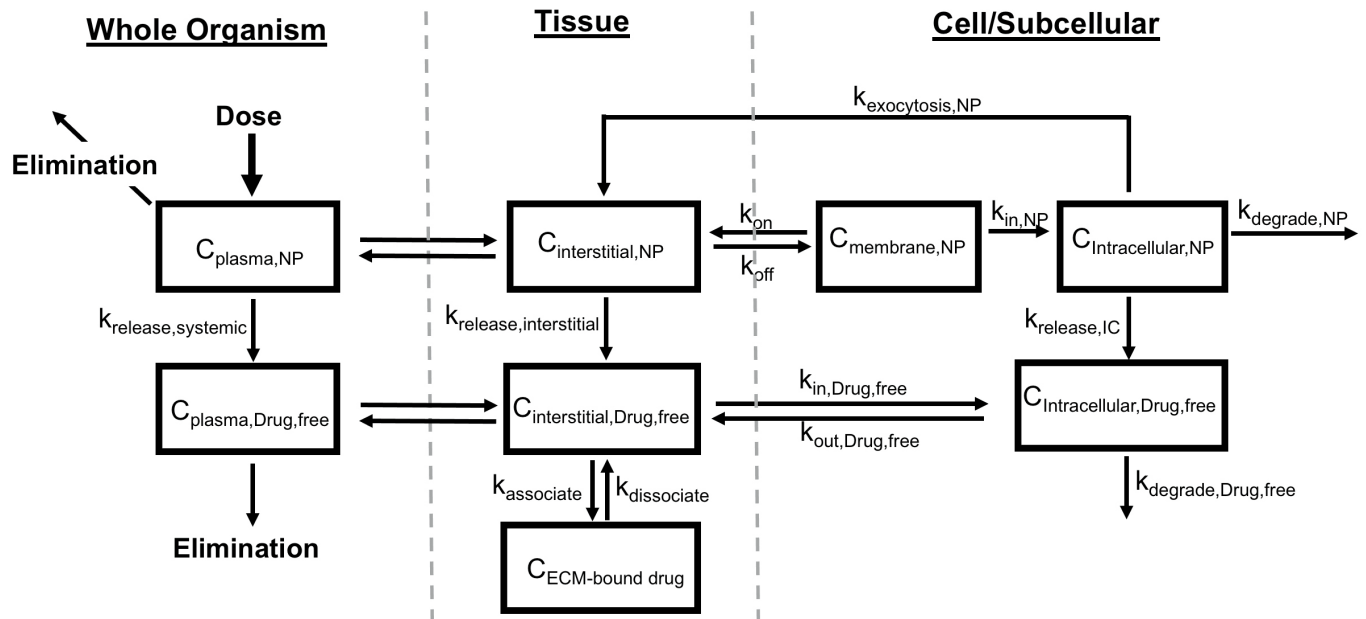 Whole Organism
Tissue
Cell/Subcellular
k_exocytosis,NP
Dose
Elimination
C_plasma,NP
C_interstitial,NP
k_on
k_off
C_membrane,NP
k_in,NP
C_Intracellular,NP
k_degrade,NP
k_release,systemic
k_release,interstitial
k_release,IC
C_plasma,Drug,free
C_interstitial,Drug,free
k_in,Drug,free
k_out,Drug,free
C_Intracellular,Drug,free
k_associate
k_dissociate
k_degrade,Drug,free
Elimination
C_ECM-bound drug